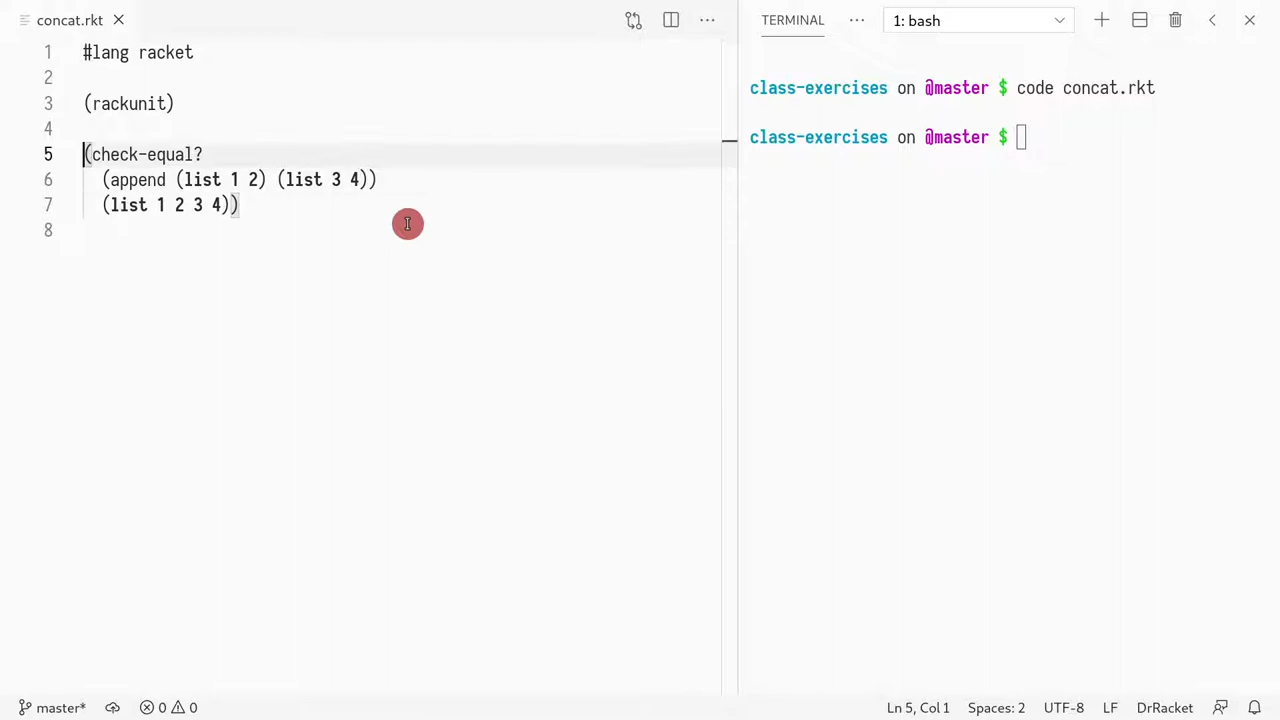 concat.rkt
TERMINAL
1: bash
1 #lang racket
2
3 (rackunit)
4
5 (check-equal?
6 (append (list 1 2) (list 3 4))
7 (list 1 2 3 4))
8
class-exercises on @master $ code concat.rkt
class-exercises on @master $
master* 0 0
Ln 5, Col 1 Spaces: 2 UTF-8 LF DrRacket